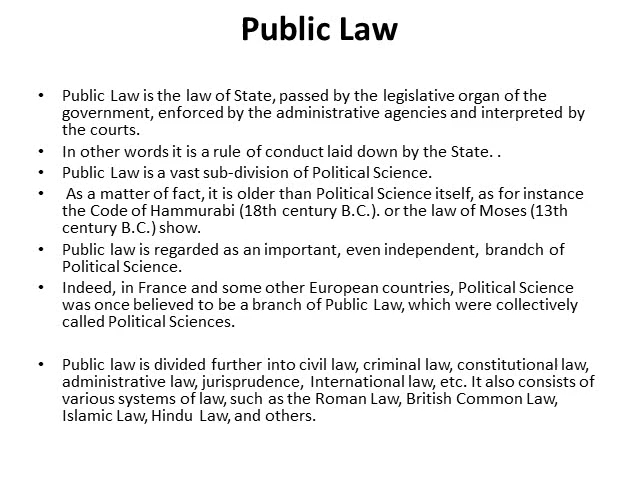 Public Law
• Public Law is the law of State, passed by the legislative organ of the
government, enforced by the administrative agencies and interpreted by
the courts.
• In other words it is a rule of conduct laid down by the State. .
• Public Law is a vast sub-division of Political Science.
• As a matter of fact, it is older than Political Science itself, as for instance
the Code of Hammurabi (18th century B.C.). or the law of Moses (13th
century B.C.) show.
• Public law is regarded as an important, even independent, brandch of
Political Science.
• Indeed, in France and some other European countries, Political Science
was once believed to be a branch of Public Law, which were collectively
called Political Sciences.
• Public law is divided further into civil law, criminal law, constitutional law,
administrative law, jurisprudence, International law, etc. It also consists of
various systems of law, such as the Roman Law, British Common Law,
Islamic Law, Hindu Law, and others.